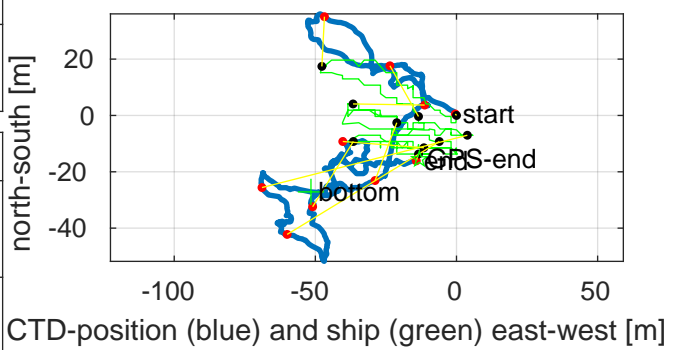 north-south [m]
20
0
-20
-40
start
GPS-end
end
bottom
-100
-50
0
50
CTD-position (blue) and ship (green) east-west [m]